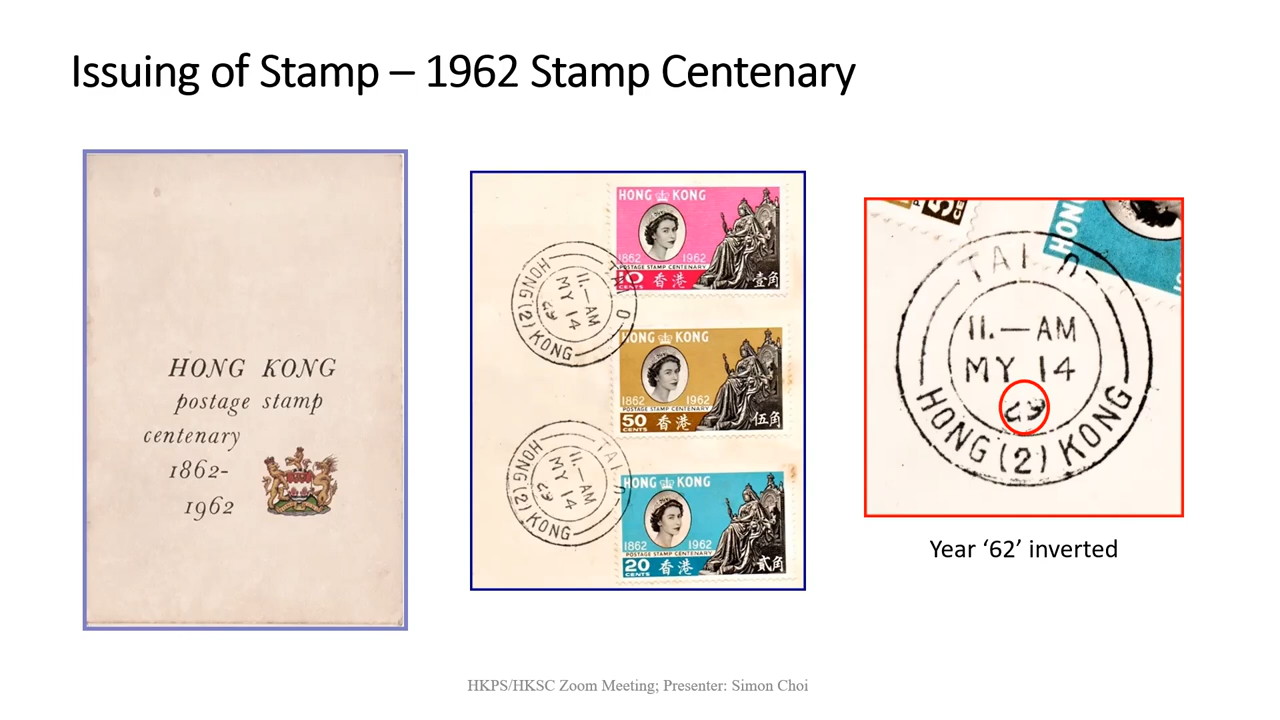 Issuing of Stamp – 1962 Stamp Centenary
HONG KONG
postage stamp
centenary
1862-
1962
HONG KONG
1862 1962
POSTAGE STAMP CENTENARY
10 CENTS 香港 壹角
11.—AM
MY 14
HONG (2) KONG
HONG KONG
1862 1962
POSTAGE STAMP CENTENARY
50 CENTS 香港 伍角
TAI
11.—AM
MY 14
HONG (2) KONG
HONG KONG
1862 1962
POSTAGE STAMP CENTENARY
20 CENTS 香港 貳角
HON
TAI
11.—AM
MY 14
62
HONG (2) KONG
Year ‘62’ inverted
HKPS/HKSC Zoom Meeting; Presenter: Simon Choi